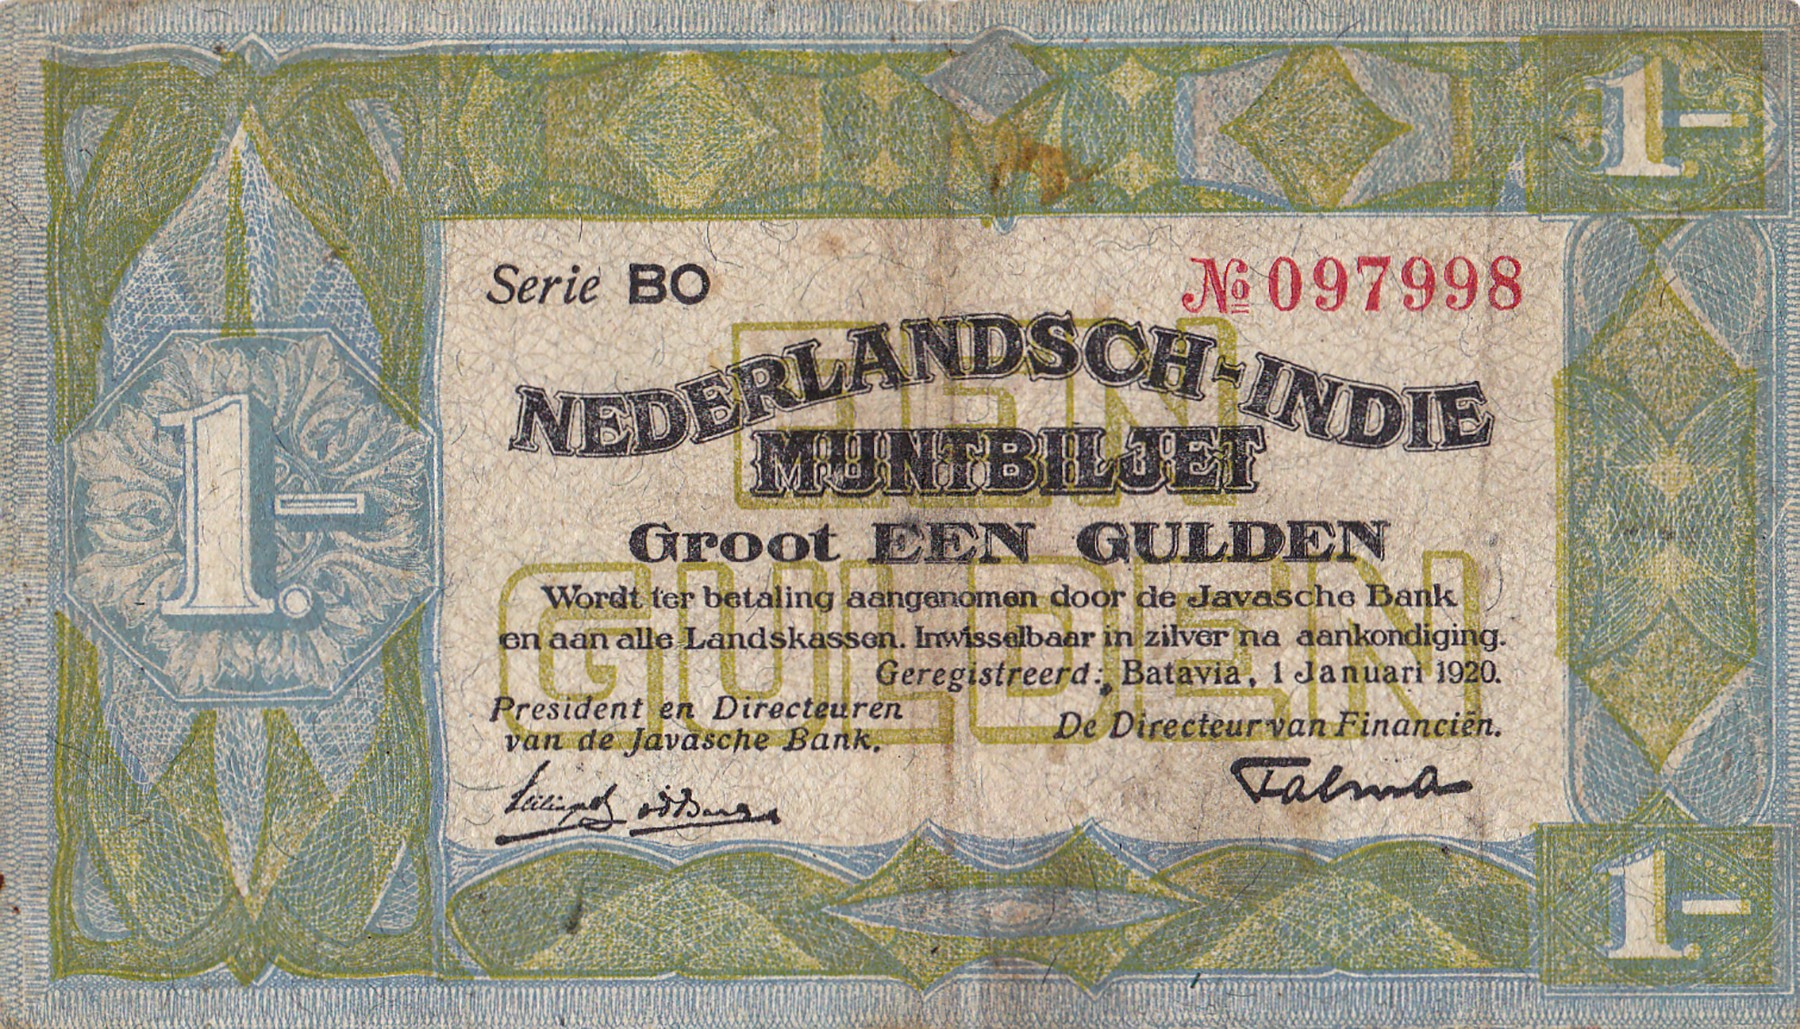 1.-
Serie BO
№ 097998
NEDERLANDSCH-INDIE
MUNTBILJET
Groot EEN GULDEN
EEN
GULDEN
1.-
Wordt ter betaling aangenomen door de Javasche Bank
en aan alle Landskassen. Inwisselbaar in zilver na aankondiging.
Geregistreerd: Batavia, 1 Januari 1920.
President en Directeuren
van de Javasche Bank.
De Directeur van Financiën.
Talma
1.-